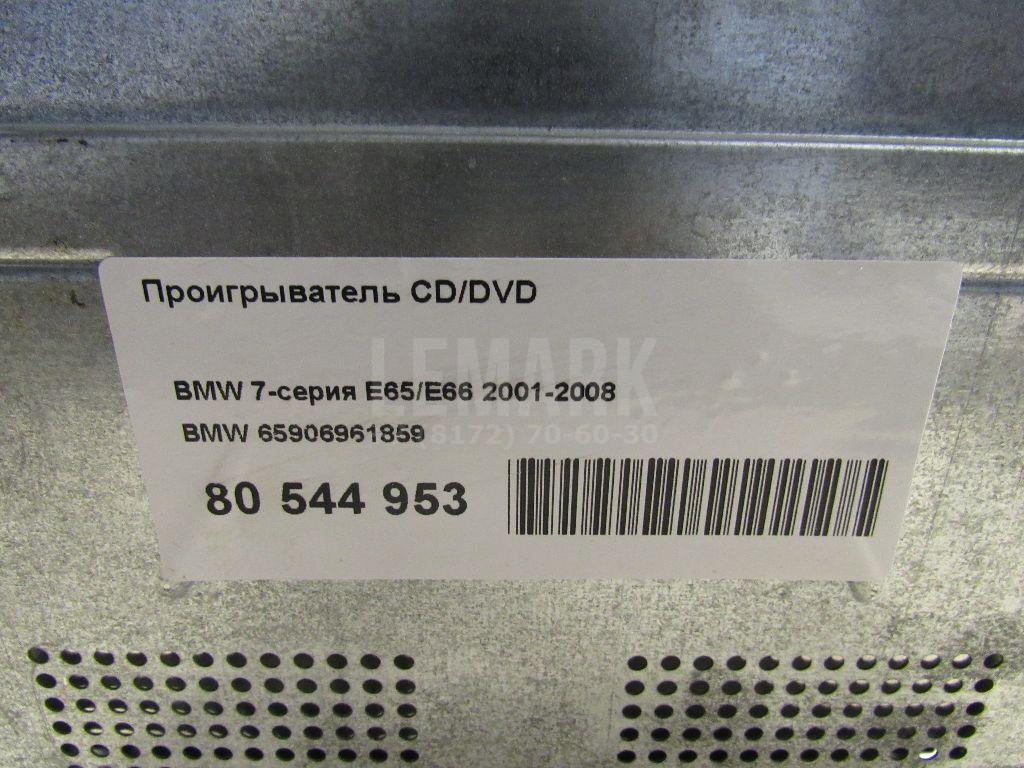 Проигрыватель CD/DVD
LEMARK
BMW 7-серия E65/E66 2001-2008
BMW 65906961859
(8172) 70-60-30
80 544 953